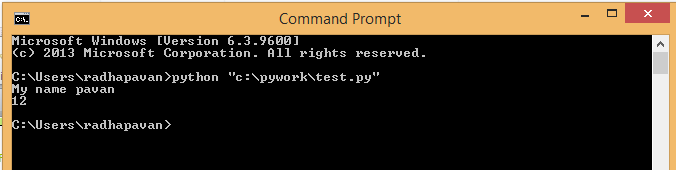 Command Prompt
Microsoft Windows [Version 6.3.9600]
(c) 2013 Microsoft Corporation. All rights reserved.
C:\Users\radhapavan>python "c:\pywork\test.py"
My name pavan
12
C:\Users\radhapavan>